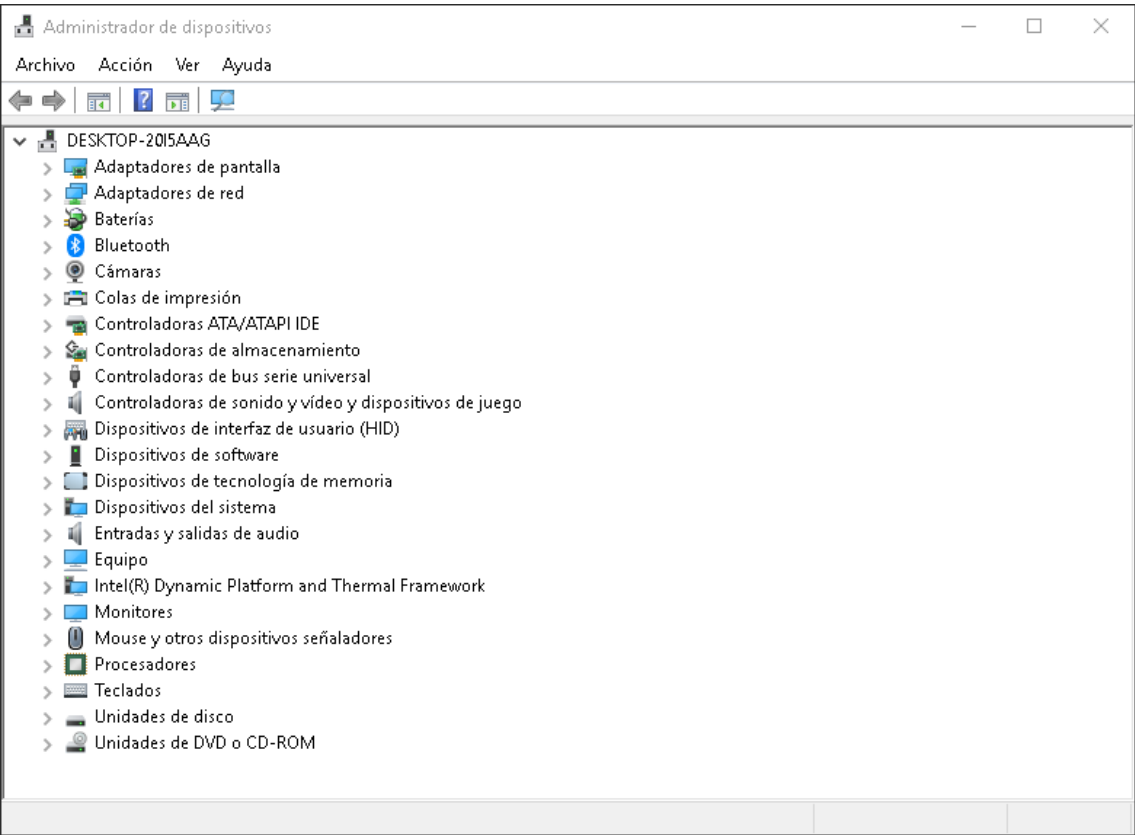 Administrador de dispositivos
Archivo Acción Ver Ayuda
DESKTOP-20I5AAG
Adaptadores de pantalla
Adaptadores de red
Baterías
Bluetooth
Cámaras
Colas de impresión
Controladoras ATA/ATAPI IDE
Controladoras de almacenamiento
Controladoras de bus serie universal
Controladoras de sonido y vídeo y dispositivos de juego
Dispositivos de interfaz de usuario (HID)
Dispositivos de software
Dispositivos de tecnología de memoria
Dispositivos del sistema
Entradas y salidas de audio
Equipo
Intel(R) Dynamic Platform and Thermal Framework
Monitores
Mouse y otros dispositivos señaladores
Procesadores
Teclados
Unidades de disco
Unidades de DVD o CD-ROM